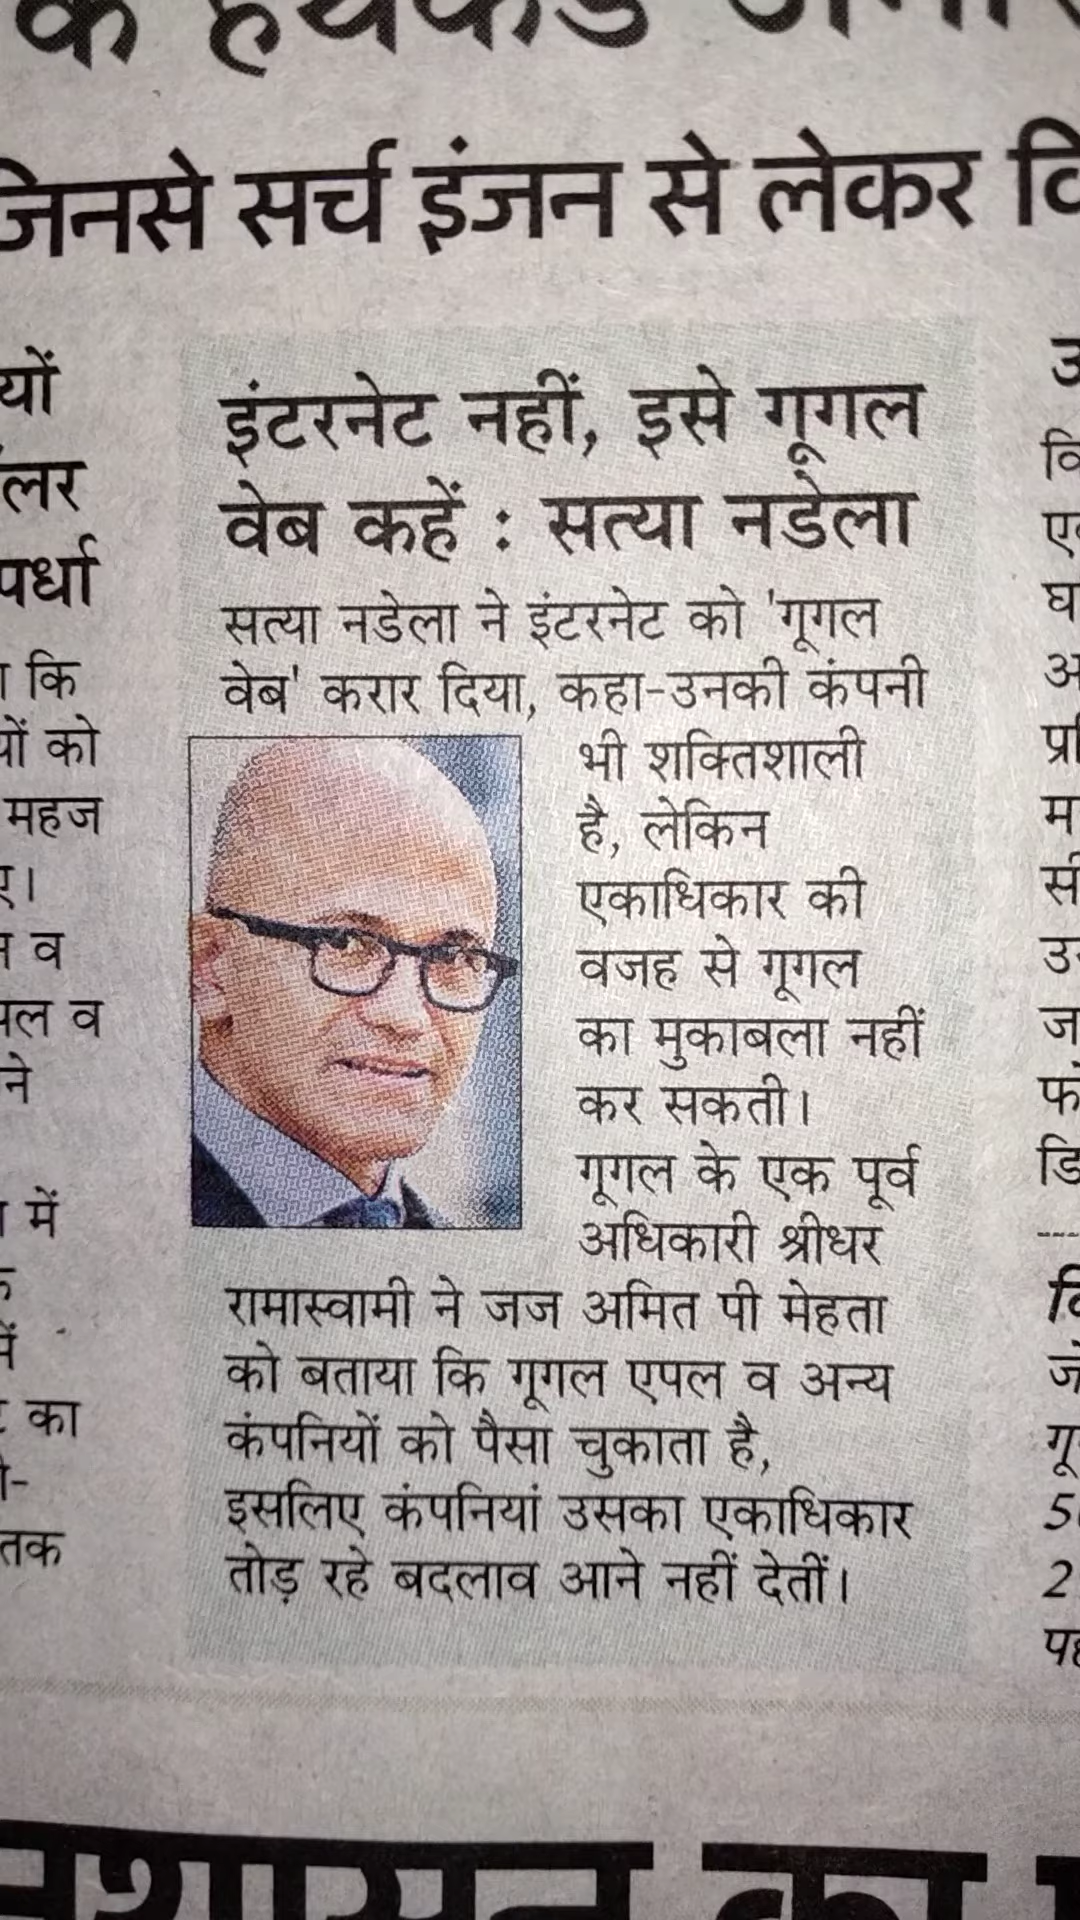 जिनसे सर्च इंजन से लेकर
इंटरनेट नहीं, इसे गूगल
वेब कहें : सत्या नडेला
सत्या नडेला ने इंटरनेट को 'गूगल
वेब' करार दिया, कहा-उनकी कंपनी
भी शक्तिशाली
है, लेकिन
एकाधिकार की
वजह से गूगल
का मुकाबला नहीं
कर सकती।
गूगल के एक पूर्व
अधिकारी श्रीधर
रामास्वामी ने जज अमित पी मेहता
को बताया कि गूगल एपल व अन्य
कंपनियों को पैसा चुकाता है,
इसलिए कंपनियां उसका एकाधिकार
तोड़ रहे बदलाव आने नहीं देतीं।
कि
को
महज
व
व
ने
में
का
तक